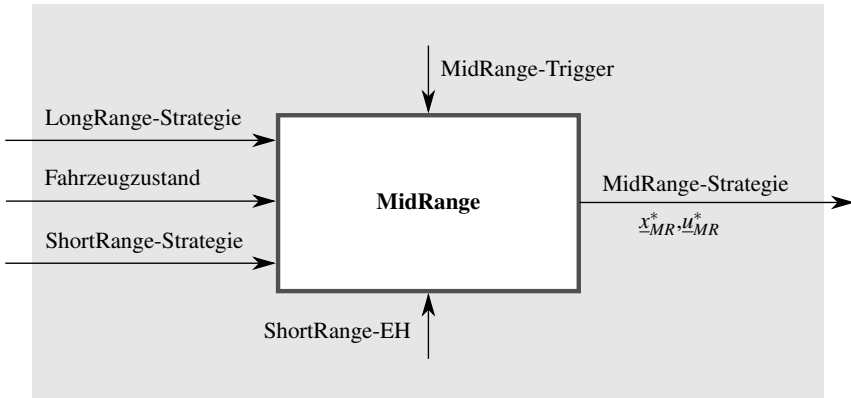 MidRange-Trigger
LongRange-Strategie
Fahrzeugzustand
ShortRange-Strategie
MidRange
MidRange-Strategie
x*MR,u*MR
ShortRange-EH